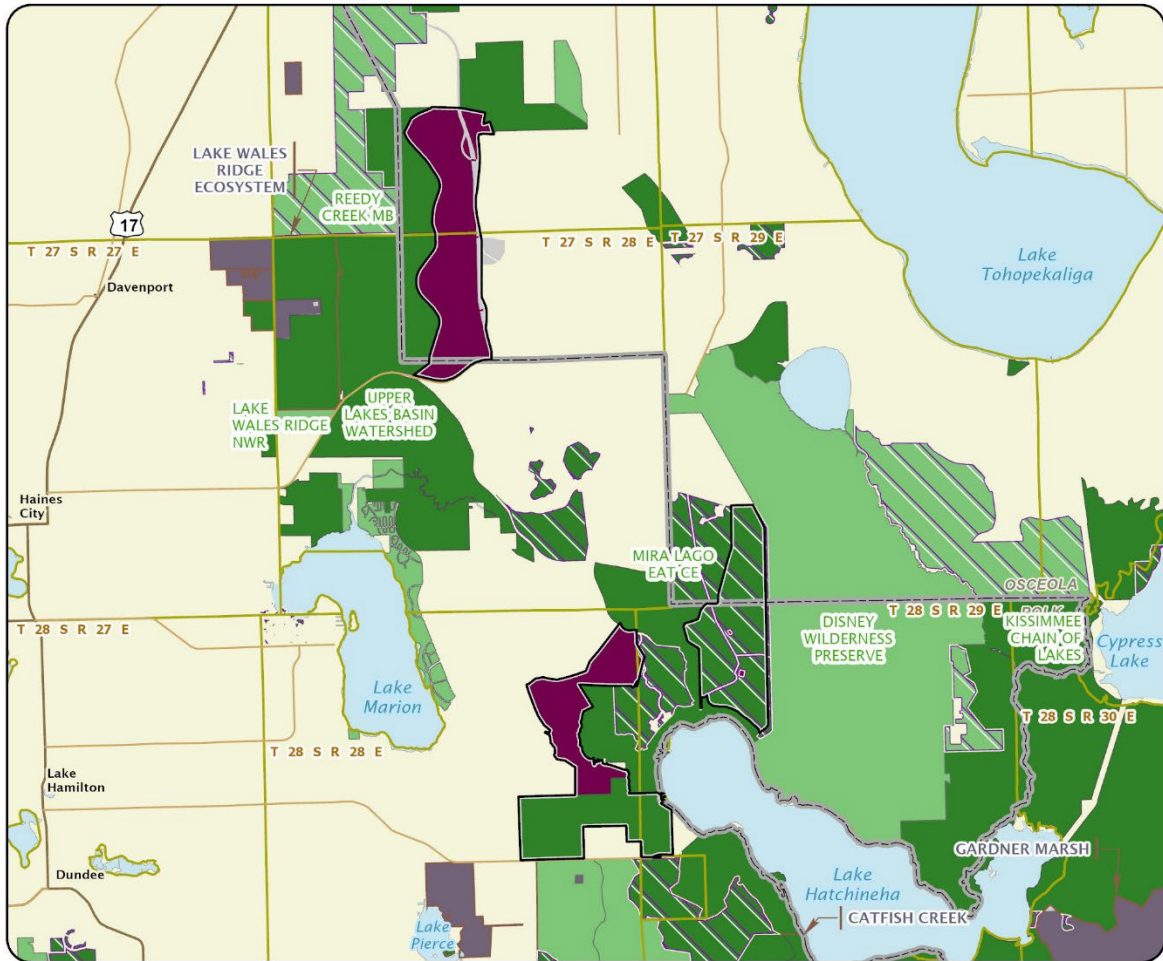 LAKE WALES
RIDGE
ECOSYSTEM
REEDY
CREEK MB
17
T 27 S R 27 E
T 27 S R 28 E
T 27 S R 29 E
Lake
Tohopekaliga
Davenport
LAKE
WALES RIDGE
NWR
UPPER
LAKES BASIN
WATERSHED
Haines
City
MIRA LAGO
EAT CE
OSCEOLA
POLK
T 28 S R 27 E
T 28 S R 29 E
DISNEY
WILDERNESS
PRESERVE
KISSIMMEE
CHAIN OF
LAKES
Cypress
Lake
Lake
Marion
T 28 S R 28 E
T 28 S R 30 E
Lake
Hamilton
GARDNER MARSH
Dundee
Lake
Hatchineha
CATFISH CREEK
Lake
Pierce